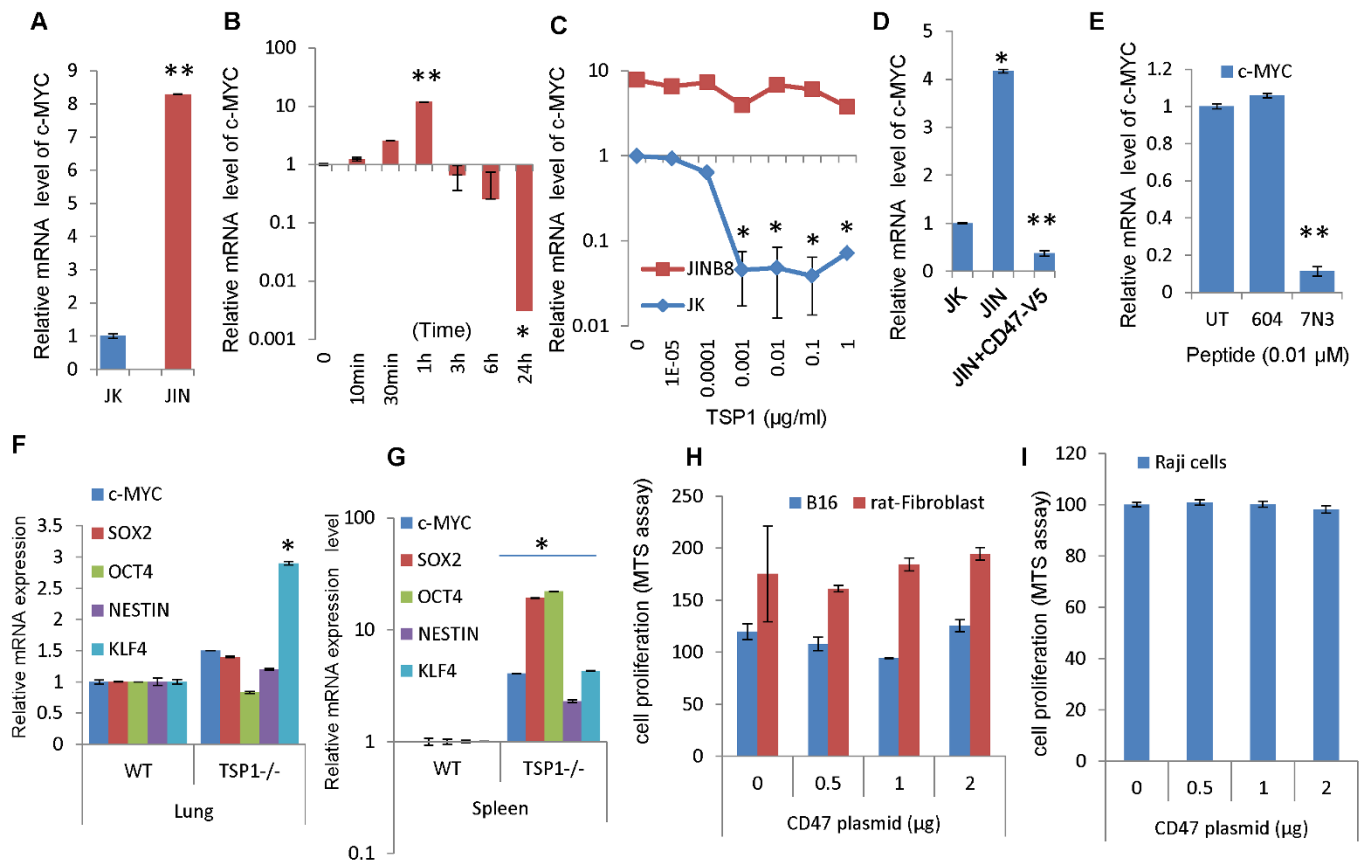 A
Relative mRNA level of c-MYC
9
8
7
6
5
4
3
2
1
0
**
JK
JIN
B
Relative mRNA level of c-MYC
100
10
1
0.1
0.01
0.001
**
*
(Time)
0
10min
30min
1h
3h
6h
24h
C
Relative mRNA level of c-MYC
10
1
0.1
0.01
* * * *
JINB8
JK
0
1E-05
0.0001
0.001
0.01
0.1
1
TSP1 (µg/ml)
D
Relative mRNA level of c-MYC
5
4
3
2
1
0
*
**
JK
JIN
JIN+CD47-V5
E
Relative mRNA level of c-MYC
1.2
1
0.8
0.6
0.4
0.2
0
c-MYC
**
UT 604 7N3
Peptide (0.01 µM)
F
Relative mRNA expression
c-MYC
SOX2
OCT4
NESTIN
KLF4
3.5
3
2.5
2
1.5
1
0.5
0
*
WT TSP1-/-
Lung
G
Relative mRNA expression level
100
10
1
0.1
c-MYC
SOX2
OCT4
NESTIN
KLF4
*
WT TSP1-/-
Spleen
H
cell proliferation (MTS assay)
250
200
150
100
50
0
B16 rat-Fibroblast
0 0.5 1 2
CD47 plasmid (µg)
I
cell proliferation (MTS assay)
120
100
80
60
40
20
0
Raji cells
0 0.5 1 2
CD47 plasmid (µg)